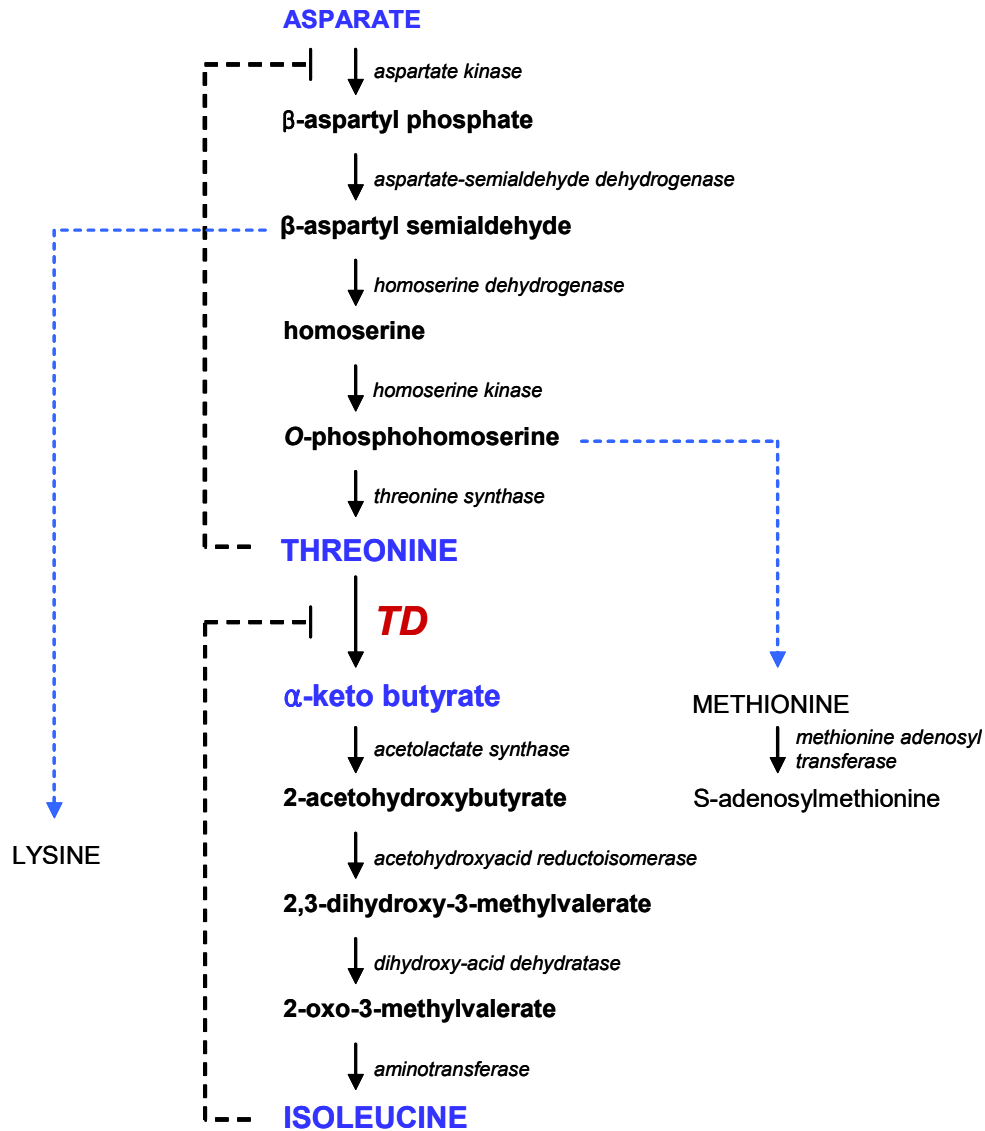 ASPARATE
aspartate kinase
β-aspartyl phosphate
aspartate-semialdehyde dehydrogenase
β-aspartyl semialdehyde
homoserine dehydrogenase
homoserine
homoserine kinase
O-phosphohomoserine
threonine synthase
THREONINE
TD
α-keto butyrate
METHIONINE
acetolactate synthase
methionine adenosyl
transferase
2-acetohydroxybutyrate
S-adenosylmethionine
LYSINE
acetohydroxyacid reductoisomerase
2,3-dihydroxy-3-methylvalerate
dihydroxy-acid dehydratase
2-oxo-3-methylvalerate
aminotransferase
ISOLEUCINE